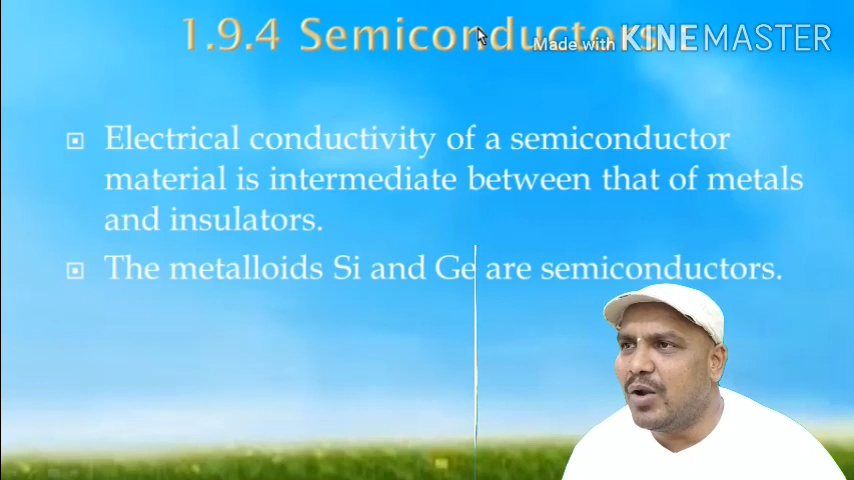 1.9.4 Semiconductors :
Made with KINEMASTER
Electrical conductivity of a semiconductor
material is intermediate between that of metals
and insulators.
The metalloids Si and Ge are semiconductors.